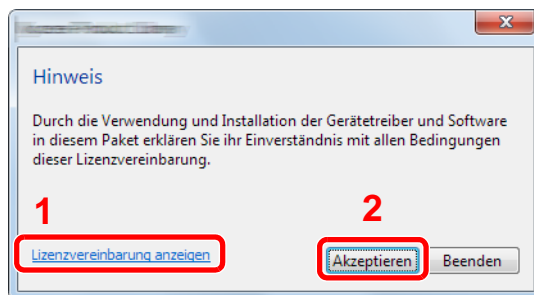 Hinweis
Durch die Verwendung und Installation der Gerätetreiber und Software
in diesem Paket erklären Sie ihr Einverständnis mit allen Bedingungen
dieser Lizenzvereinbarung.
1
2
Lizenzvereinbarung anzeigen
Akzeptieren
Beenden